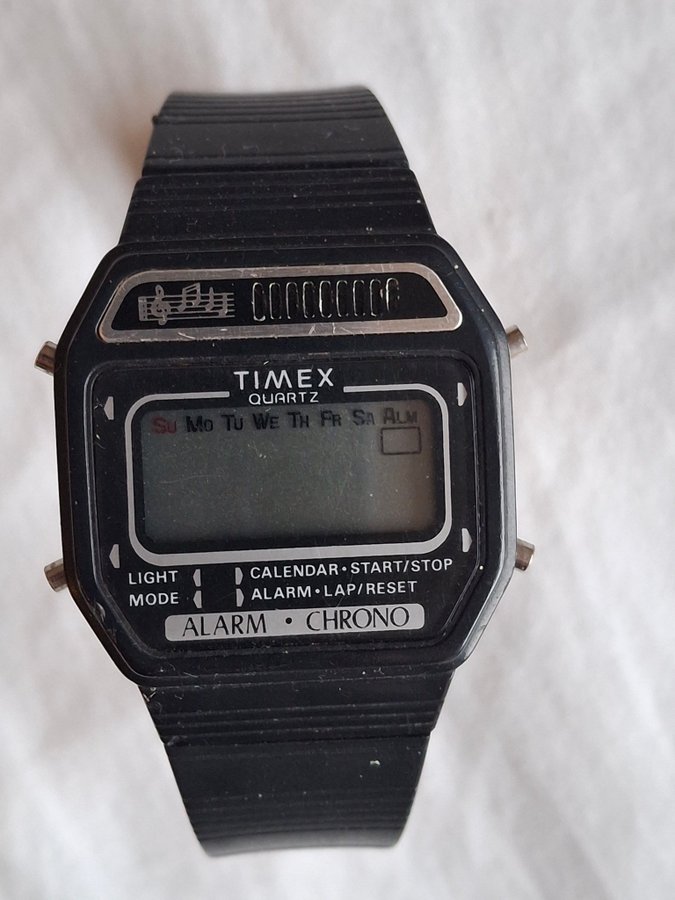 TIMEX
QUARTZ
SU MO TU WE TH FR SA ALM
LIGHT CALENDAR • START/STOP
MODE ALARM • LAP/RESET
ALARM • CHRONO